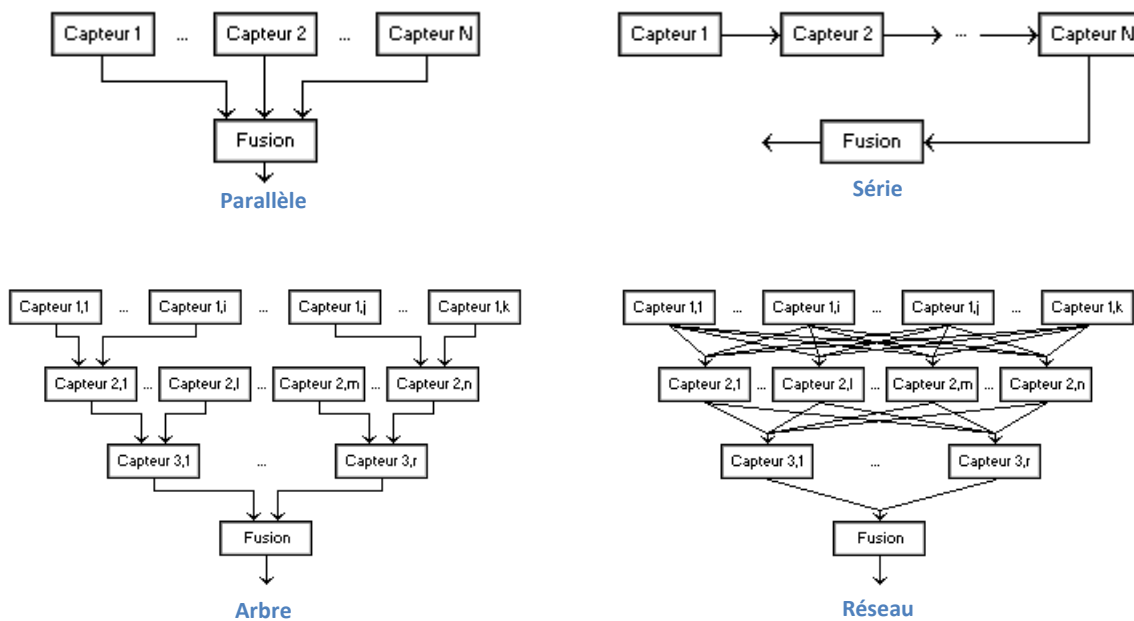 Capteur 1 ... Capteur 2 ... Capteur N
Fusion
Parallèle
Capteur 1 Capteur 2 ... Capteur N
Fusion
Série
Capteur 1,1 ... Capteur 1,i ... Capteur 1,j ... Capteur 1,k
Capteur 2,1 ... Capteur 2,l ... Capteur 2,m ... Capteur 2,n
Capteur 3,1 ... Capteur 3,r
Fusion
Arbre
Capteur 1,1 ... Capteur 1,i ... Capteur 1,j ... Capteur 1,k
Capteur 2,1 ... Capteur 2,l ... Capteur 2,m ... Capteur 2,n
Capteur 3,1 ... Capteur 3,r
Fusion
Réseau